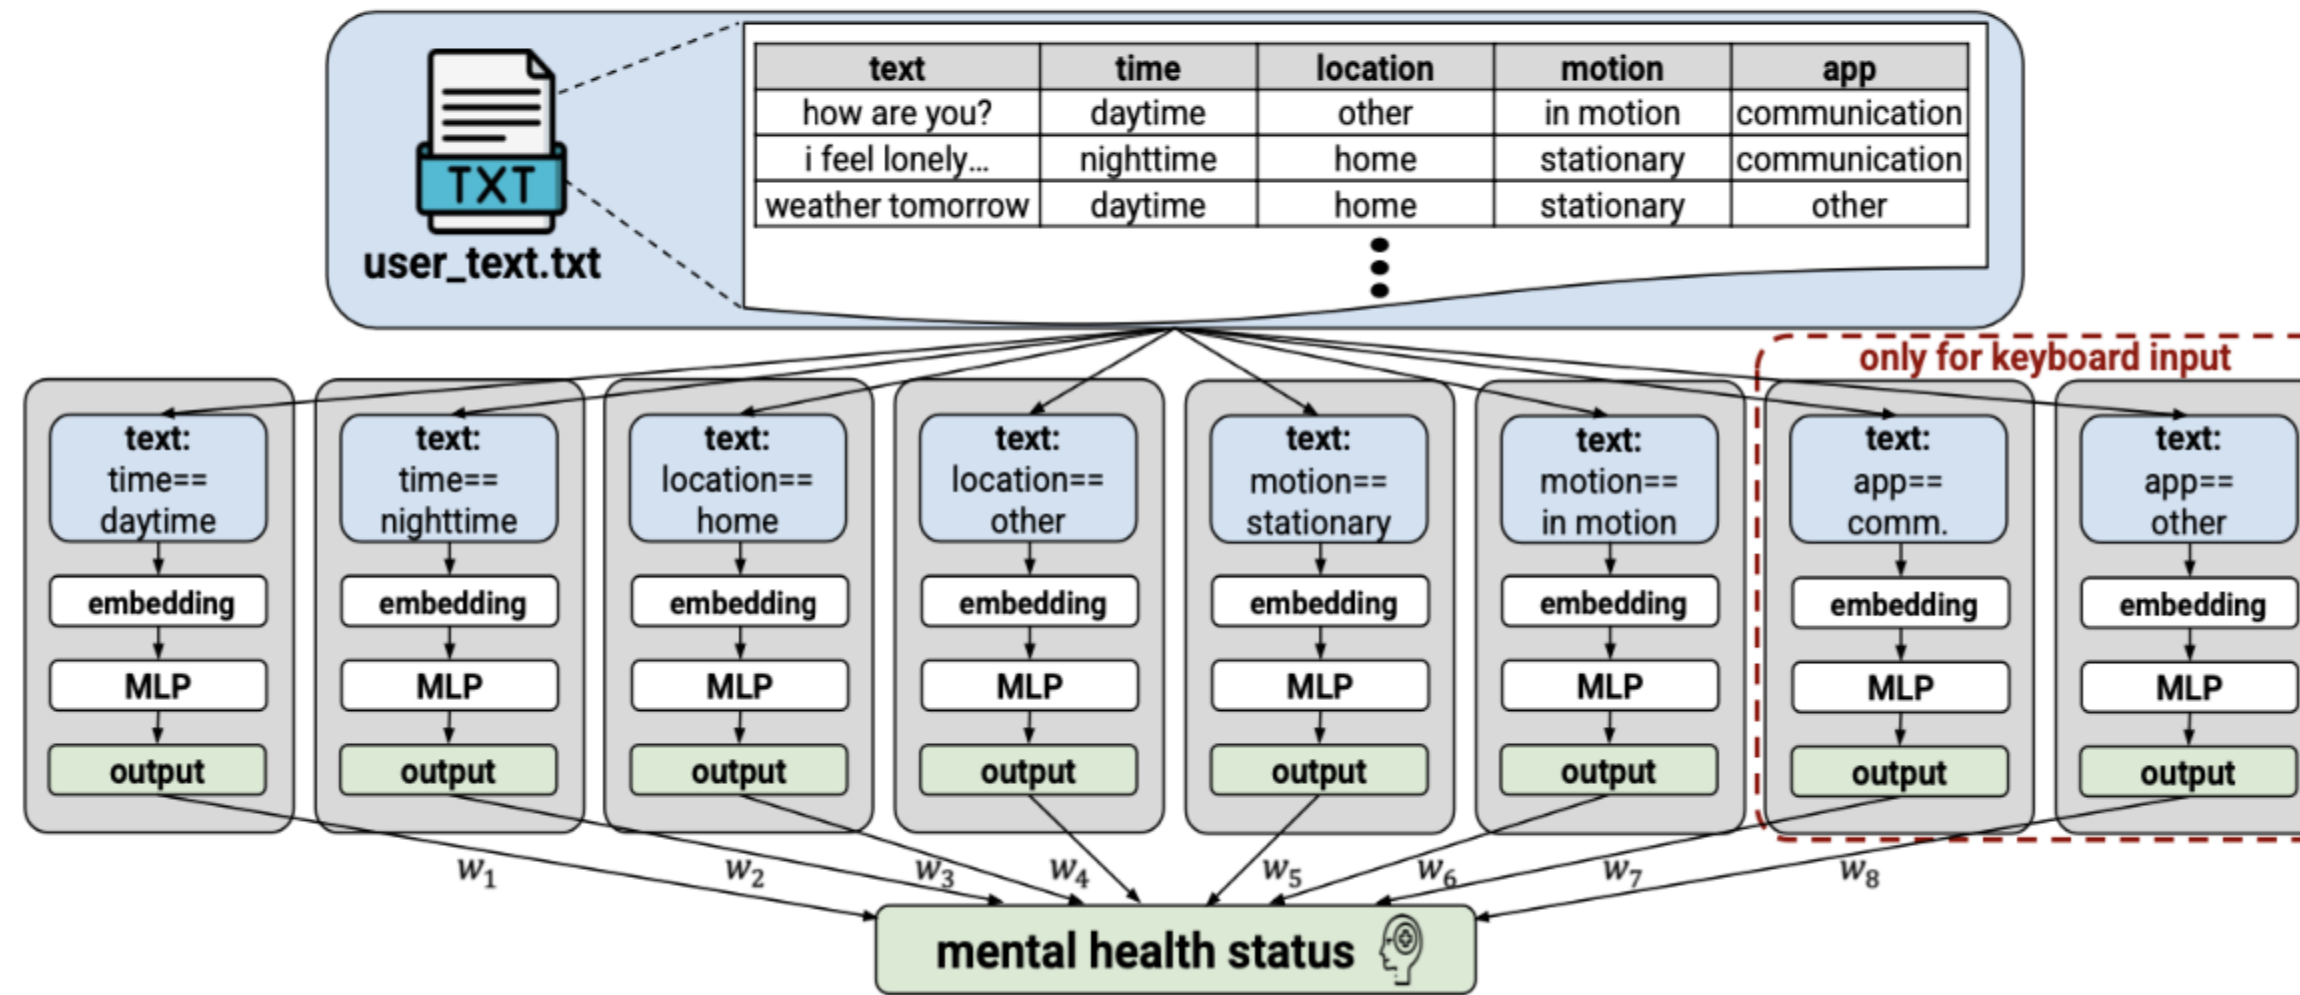 text time location motion app
how are you? daytime other in motion communication
i feel lonely... nighttime home stationary communication
weather tomorrow daytime home stationary other
TXT
user_text.txt
only for keyboard input
text: text: text: text: text: text: text: text:
time== time== location== location== motion== motion== app== app==
daytime nighttime home other stationary in motion comm. other
embedding embedding embedding embedding embedding embedding embedding embedding
MLP MLP MLP MLP MLP MLP MLP MLP
output output output output output output output output
w1 w2 w3 w4 w5 w6 w7 w8
mental health status